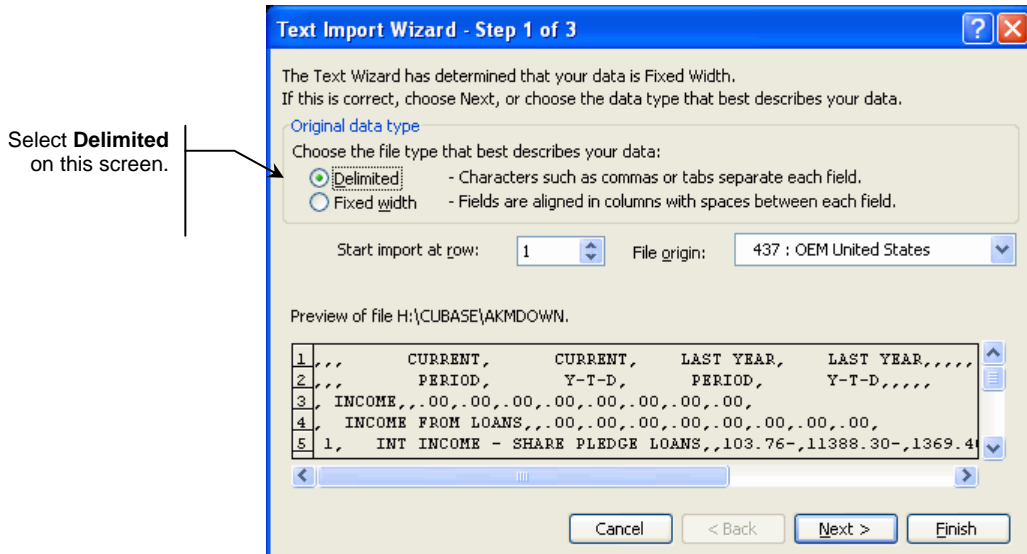 Text Import Wizard - Step 1 of 3
The Text Wizard has determined that your data is Fixed Width.
If this is correct, choose Next, or choose the data type that best describes your data.
Original data type
Choose the file type that best describes your data:
Select Delimited
on this screen.
Delimited - Characters such as commas or tabs separate each field.
Fixed width - Fields are aligned in columns with spaces between each field.
Start import at row: 1 File origin: 437 : OEM United States
Preview of file H:\CUBASE\AKMDOWN.
1 ,,, CURRENT, CURRENT, LAST YEAR, LAST YEAR,,,,,
2 ,,, PERIOD, Y-T-D, PERIOD, Y-T-D,,,,,
3 , INCOME,,.00,.00,.00,.00,.00,.00,.00,
4 , INCOME FROM LOANS,,.00,.00,.00,.00,.00,.00,.00,
5 1, INT INCOME - SHARE PLEDGE LOANS,,103.76-,11388.30-,1369.4
Cancel < Back Next > Finish